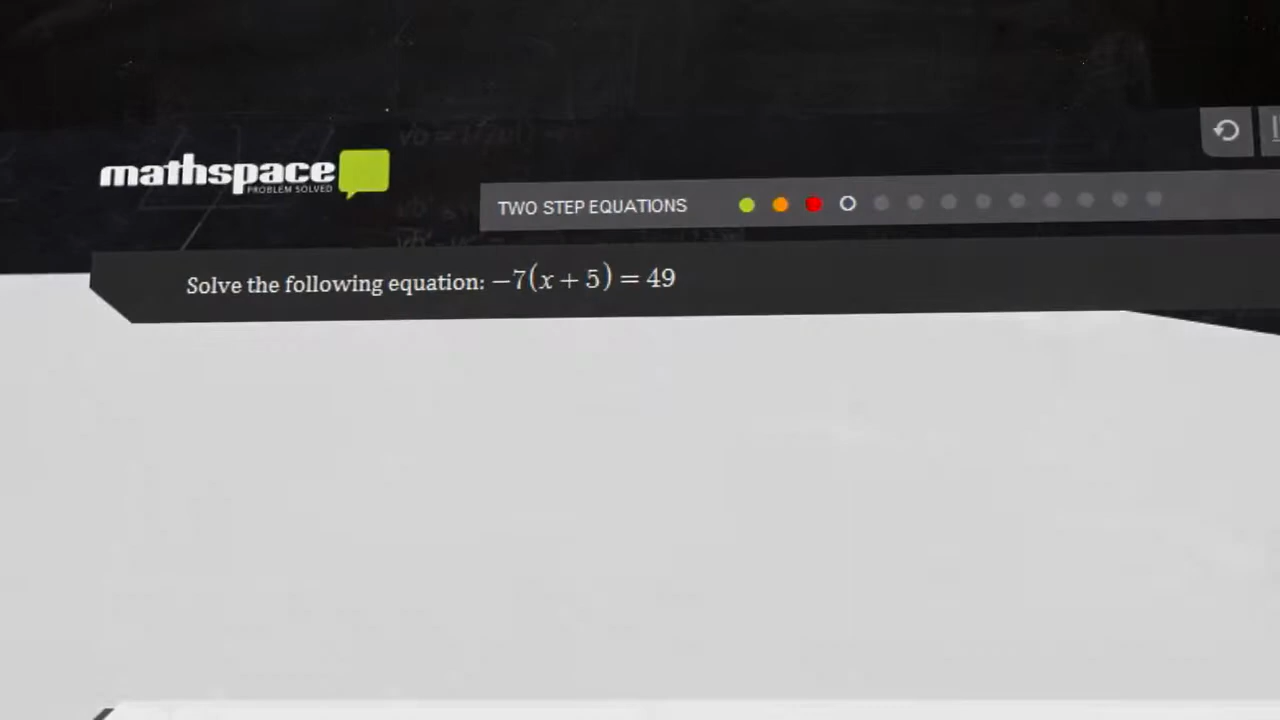 mathspace
PROBLEM SOLVED
TWO STEP EQUATIONS
Solve the following equation: −7(x + 5) = 49